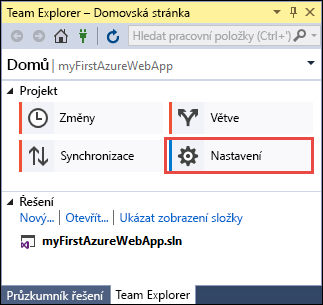 Team Explorer – Domovská stránka
Hledat pracovní položky (Ctrl+')
Domů | myFirstAzureWebApp
Projekt
Změny
Větve
Synchronizace
Nastavení
Řešení
Nový... | Otevřít... | Ukázat zobrazení složky
myFirstAzureWebApp.sln
Průzkumník řešení Team Explorer